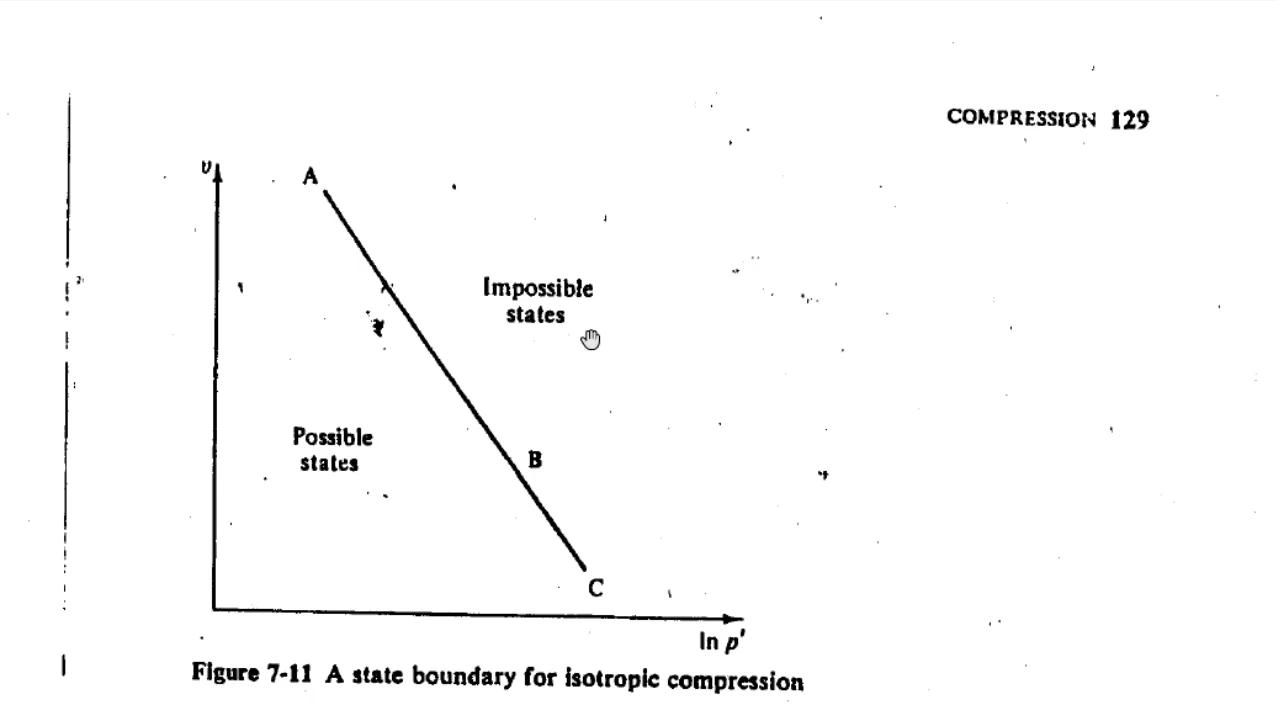 COMPRESSION 129
υ
A
Impossible
states
Possible
states
B
C
ln p'
Figure 7-11 A state boundary for isotropic compression